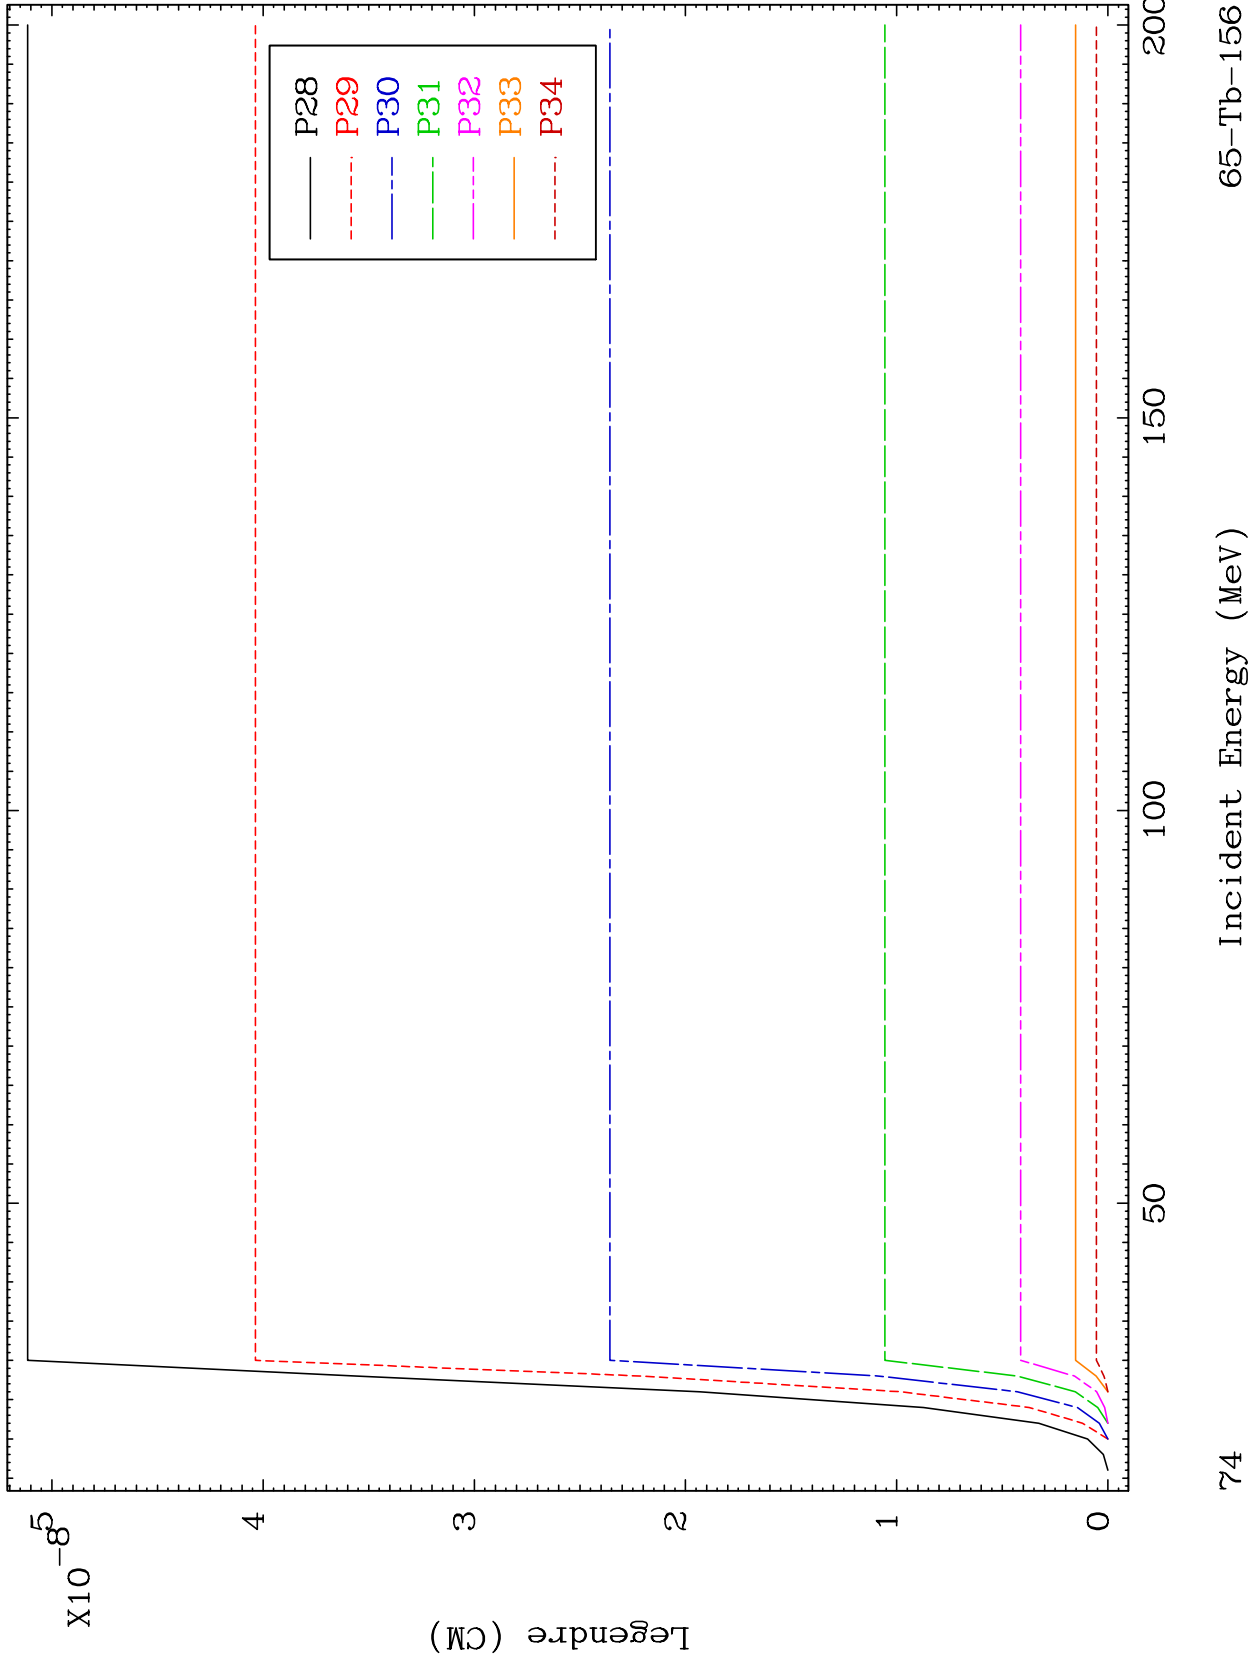 X10-8
5
4
3
2
1
0
Legendre (CM)
P28
P29
P30
P31
P32
P33
P34
50
100
150
200
74
Incident Energy (MeV)
65-Tb-156